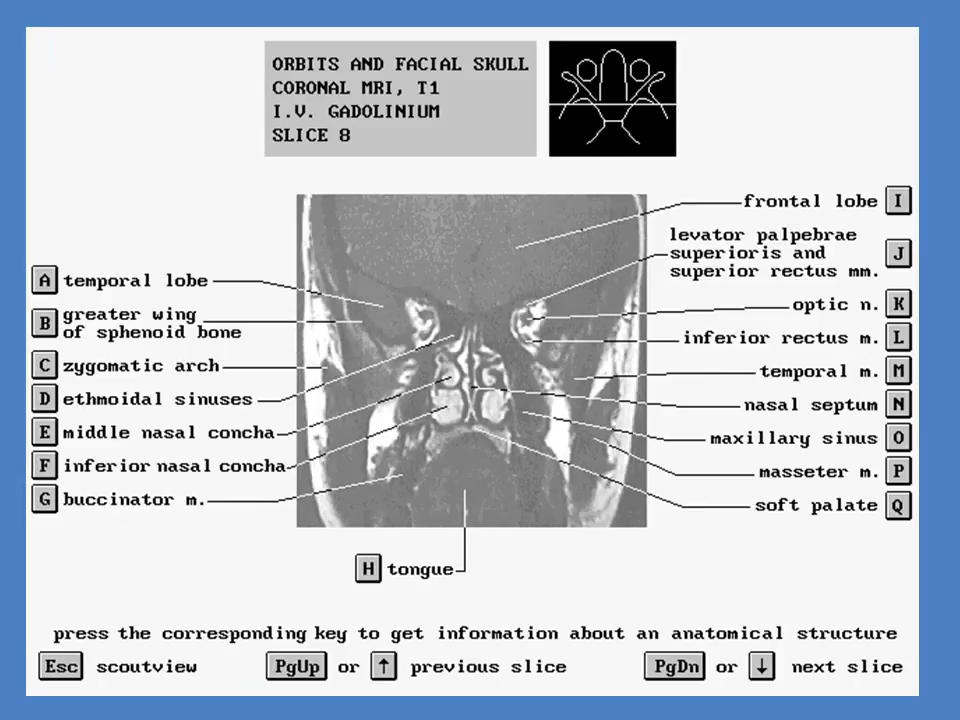 ORBITS AND FACIAL SKULL
CORONAL MRI, T1
I.V. GADOLINIUM
SLICE 8
A temporal lobe
B greater wing
of sphenoid bone
C zygomatic arch
D ethmoidal sinuses
E middle nasal concha
F inferior nasal concha
G buccinator m.
H tongue
frontal lobe I
levator palpebrae
superioris and J
superior rectus mm.
optic n. K
inferior rectus m. L
temporal m. M
nasal septum N
maxillary sinus O
masseter m. P
soft palate Q
press the corresponding key to get information about an anatomical structure
Esc scoutview PgUp or ↑ previous slice PgDn or ↓ next slice